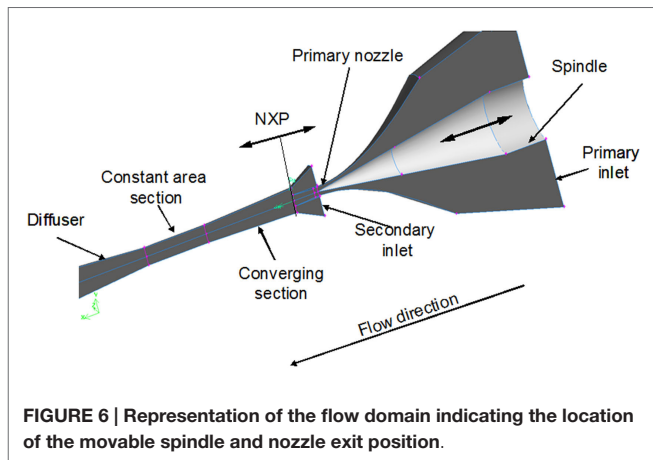 Primary nozzle
Spindle
NXP
Primary
inlet
Constant area
section
Diffuser
Secondary
inlet
Converging
section
Flow direction
FIGURE 6 | Representation of the flow domain indicating the location
of the movable spindle and nozzle exit position.